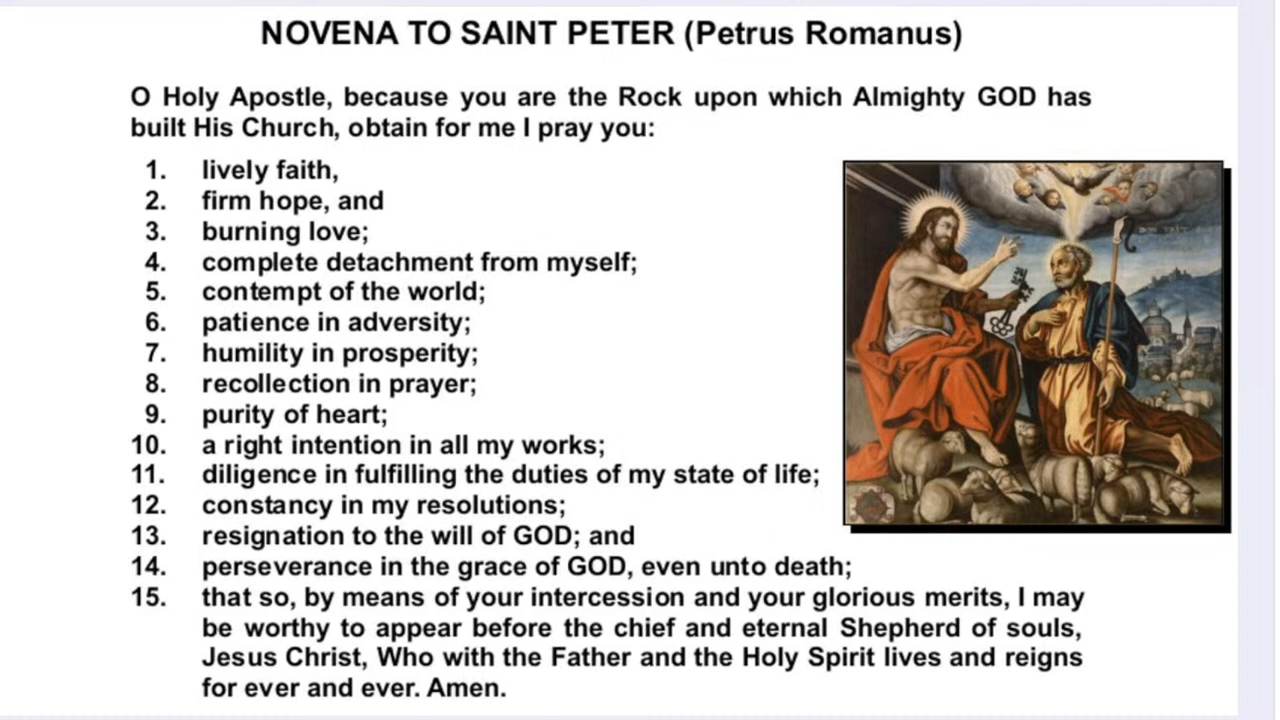 NOVENA TO SAINT PETER (Petrus Romanus)
O Holy Apostle, because you are the Rock upon which Almighty GOD has
built His Church, obtain for me I pray you:
1. lively faith,
2. firm hope, and
3. burning love;
4. complete detachment from myself;
5. contempt of the world;
6. patience in adversity;
7. humility in prosperity;
8. recollection in prayer;
9. purity of heart;
10. a right intention in all my works;
11. diligence in fulfilling the duties of my state of life;
12. constancy in my resolutions;
13. resignation to the will of GOD; and
14. perseverance in the grace of GOD, even unto death;
15. that so, by means of your intercession and your glorious merits, I may
be worthy to appear before the chief and eternal Shepherd of souls,
Jesus Christ, Who with the Father and the Holy Spirit lives and reigns
for ever and ever. Amen.